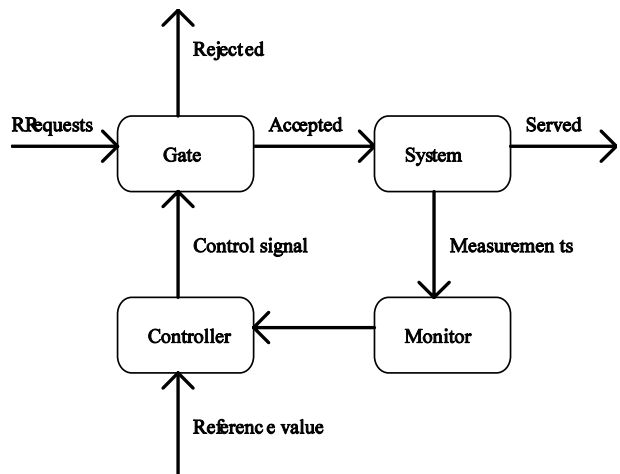 Rejected
RRequests
Accepted
Served
Gate
System
Control signal
Measuremen ts
Controller
Monitor
Referenc e value